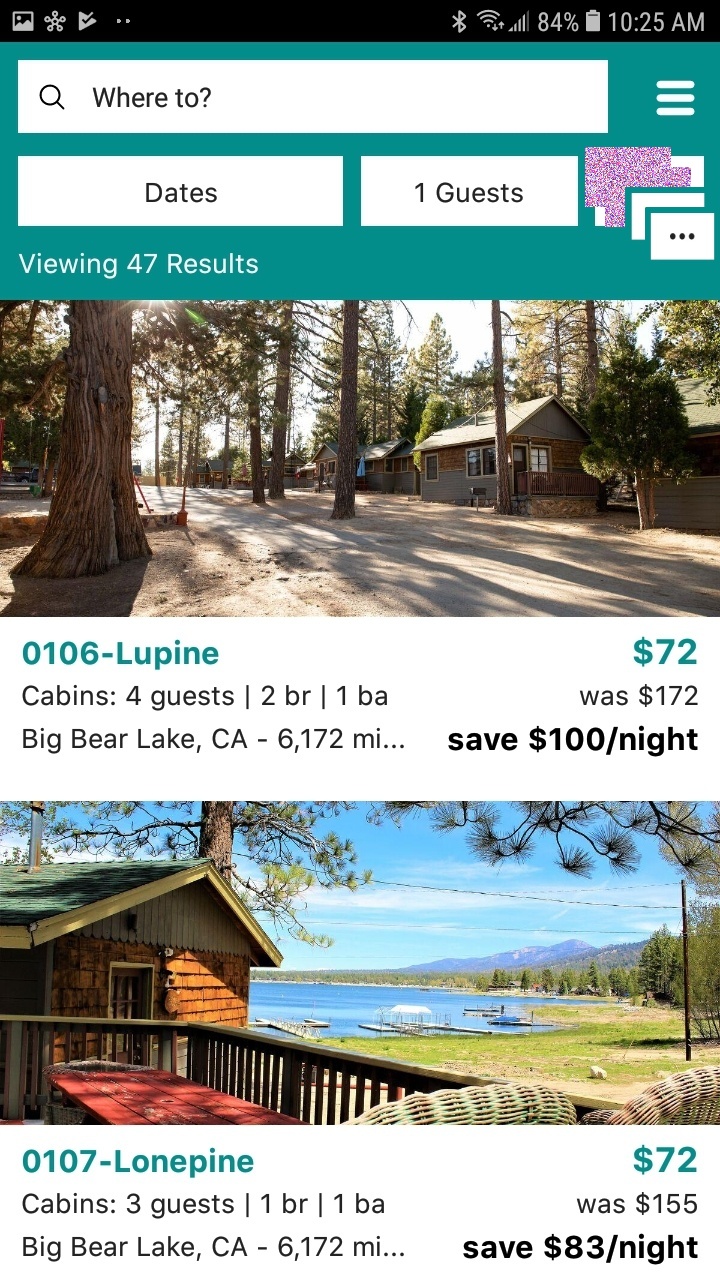 84% 10:25 AM
Where to?
Dates
1 Guests
...
Viewing 47 Results
0106-Lupine
$72
Cabins: 4 guests | 2 br | 1 ba
was $172
Big Bear Lake, CA - 6,172 mi...
save $100/night
0107-Lonepine
$72
Cabins: 3 guests | 1 br | 1 ba
was $155
Big Bear Lake, CA - 6,172 mi...
save $83/night